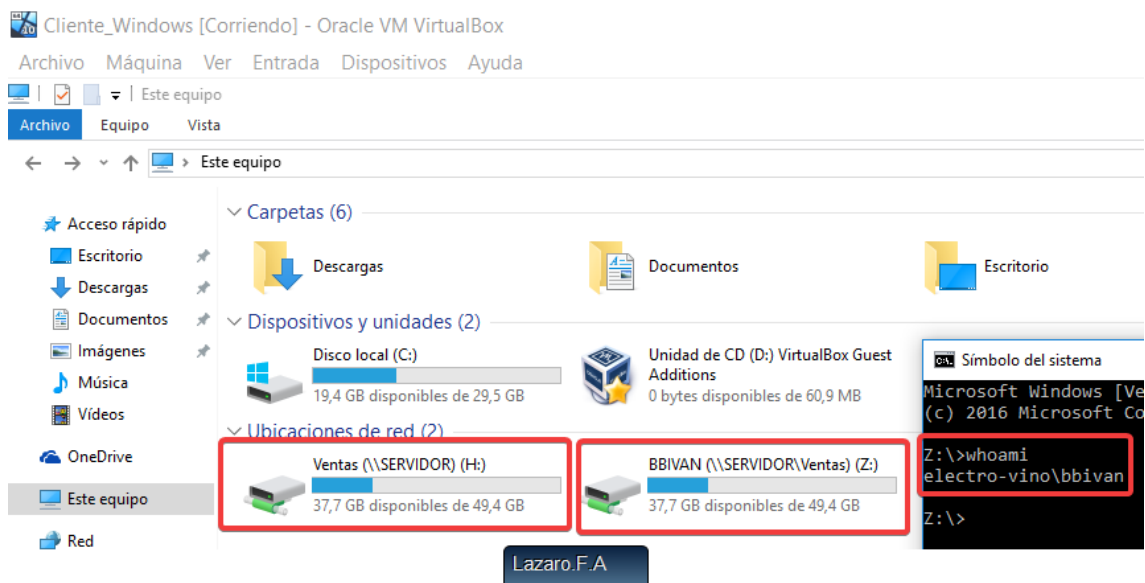 Cliente_Windows [Corriendo] - Oracle VM VirtualBox
Archivo Máquina Ver Entrada Dispositivos Ayuda
Este equipo
Archivo Equipo Vista
Este equipo
Acceso rápido
Escritorio
Descargas
Documentos
Imágenes
Música
Vídeos
OneDrive
Este equipo
Red
Carpetas (6)
Descargas
Documentos
Escritorio
Dispositivos y unidades (2)
Disco local (C:)
19,4 GB disponibles de 29,5 GB
Unidad de CD (D:) VirtualBox Guest
Additions
0 bytes disponibles de 60,9 MB
Ubicaciones de red (2)
Ventas (\\SERVIDOR) (H:)
37,7 GB disponibles de 49,4 GB
BBIVAN (\\SERVIDOR\Ventas) (Z:)
37,7 GB disponibles de 49,4 GB
Símbolo del sistema
Microsoft Windows [Ve
(c) 2016 Microsoft Co
Z:\>whoami
electro-vino\bbivan
Z:\>
Lazaro.F.A